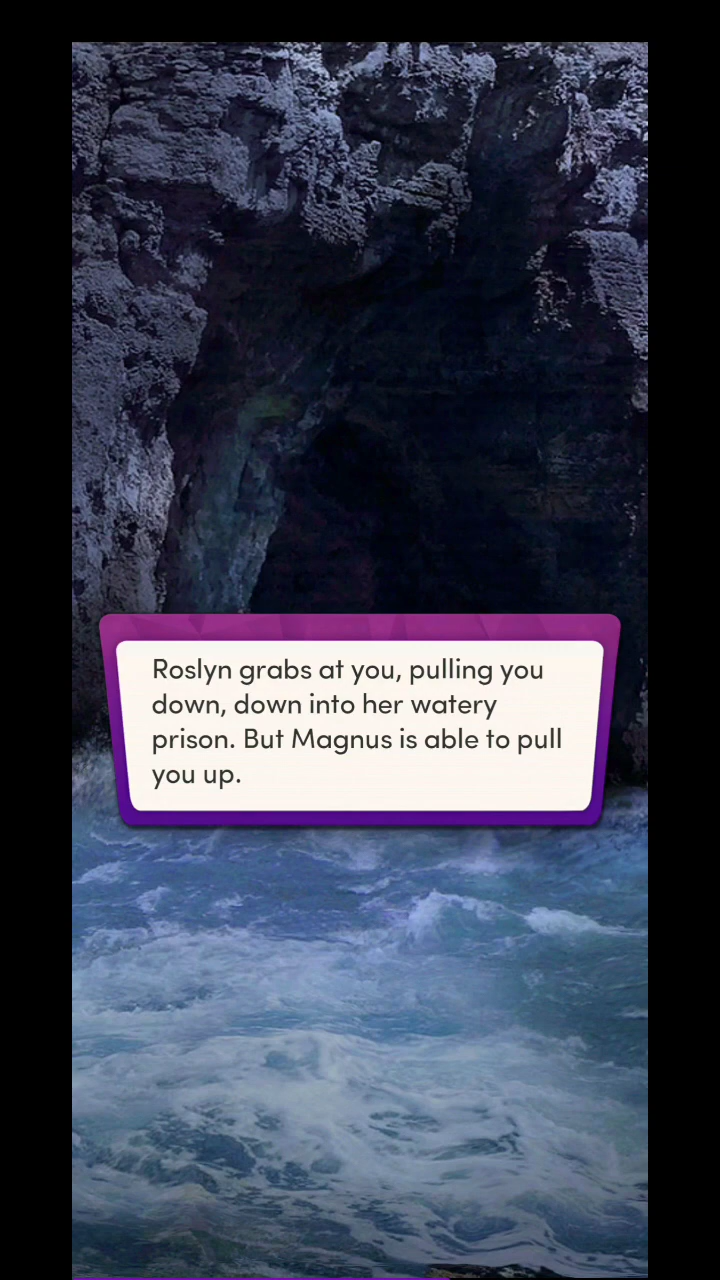 Roslyn grabs at you, pulling you
down, down into her watery
prison. But Magnus is able to pull
you up.